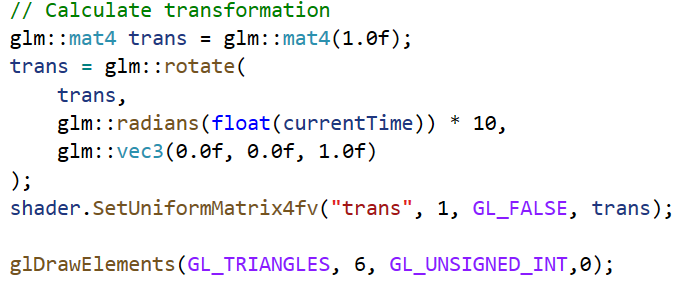 // Calculate transformation
glm::mat4 trans = glm::mat4(1.0f);
trans = glm::rotate(
    trans,
    glm::radians(float(currentTime)) * 10,
    glm::vec3(0.0f, 0.0f, 1.0f)
);
shader.SetUniformMatrix4fv("trans", 1, GL_FALSE, trans);

glDrawElements(GL_TRIANGLES, 6, GL_UNSIGNED_INT,0);